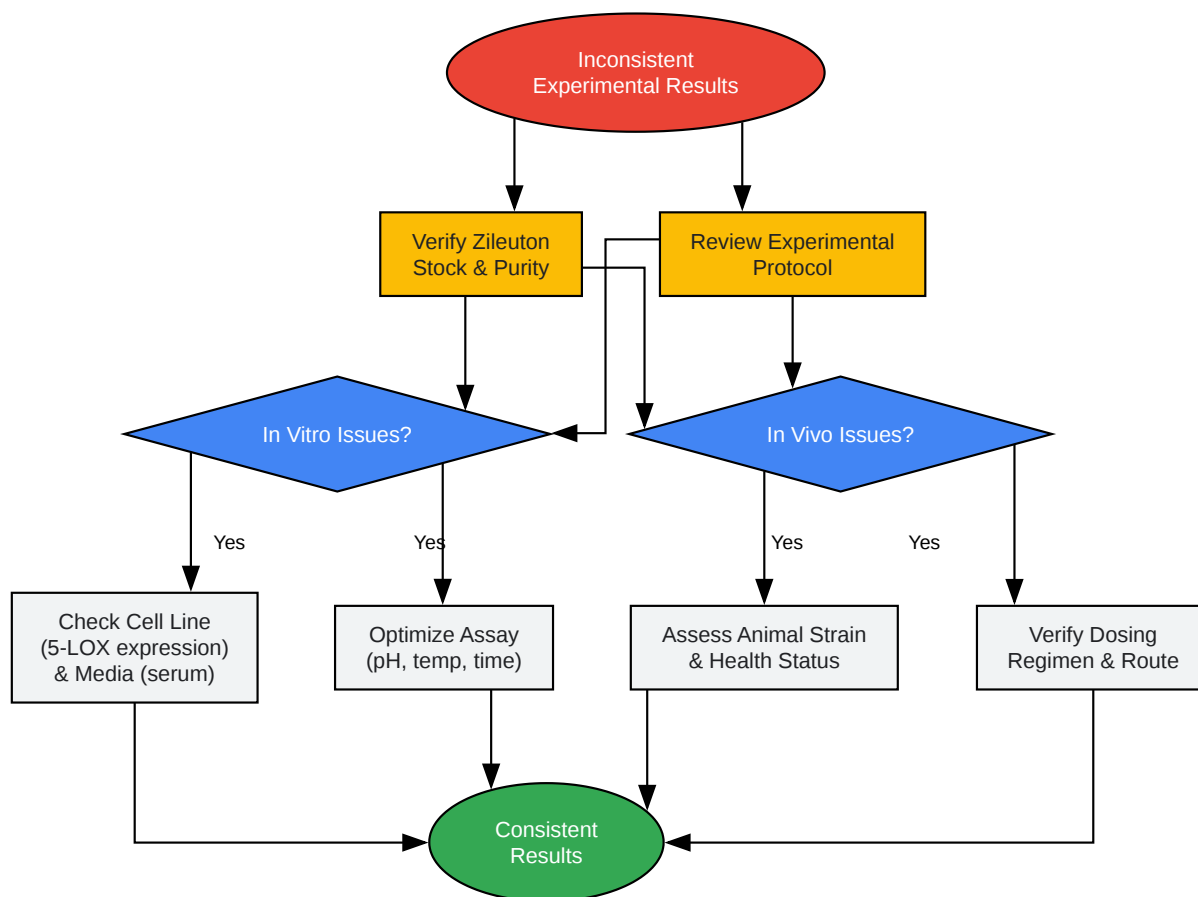 Inconsistent
Experimental Results
Verify Zileuton
Stock & Purity
Review Experimental
Protocol
In Vitro Issues?
In Vivo Issues?
Yes
Yes
Yes
Yes
Check Cell Line
(5-LOX expression)
& Media (serum)
Optimize Assay
(pH, temp, time)
Assess Animal Strain
& Health Status
Verify Dosing
Regimen & Route
Consistent
Results